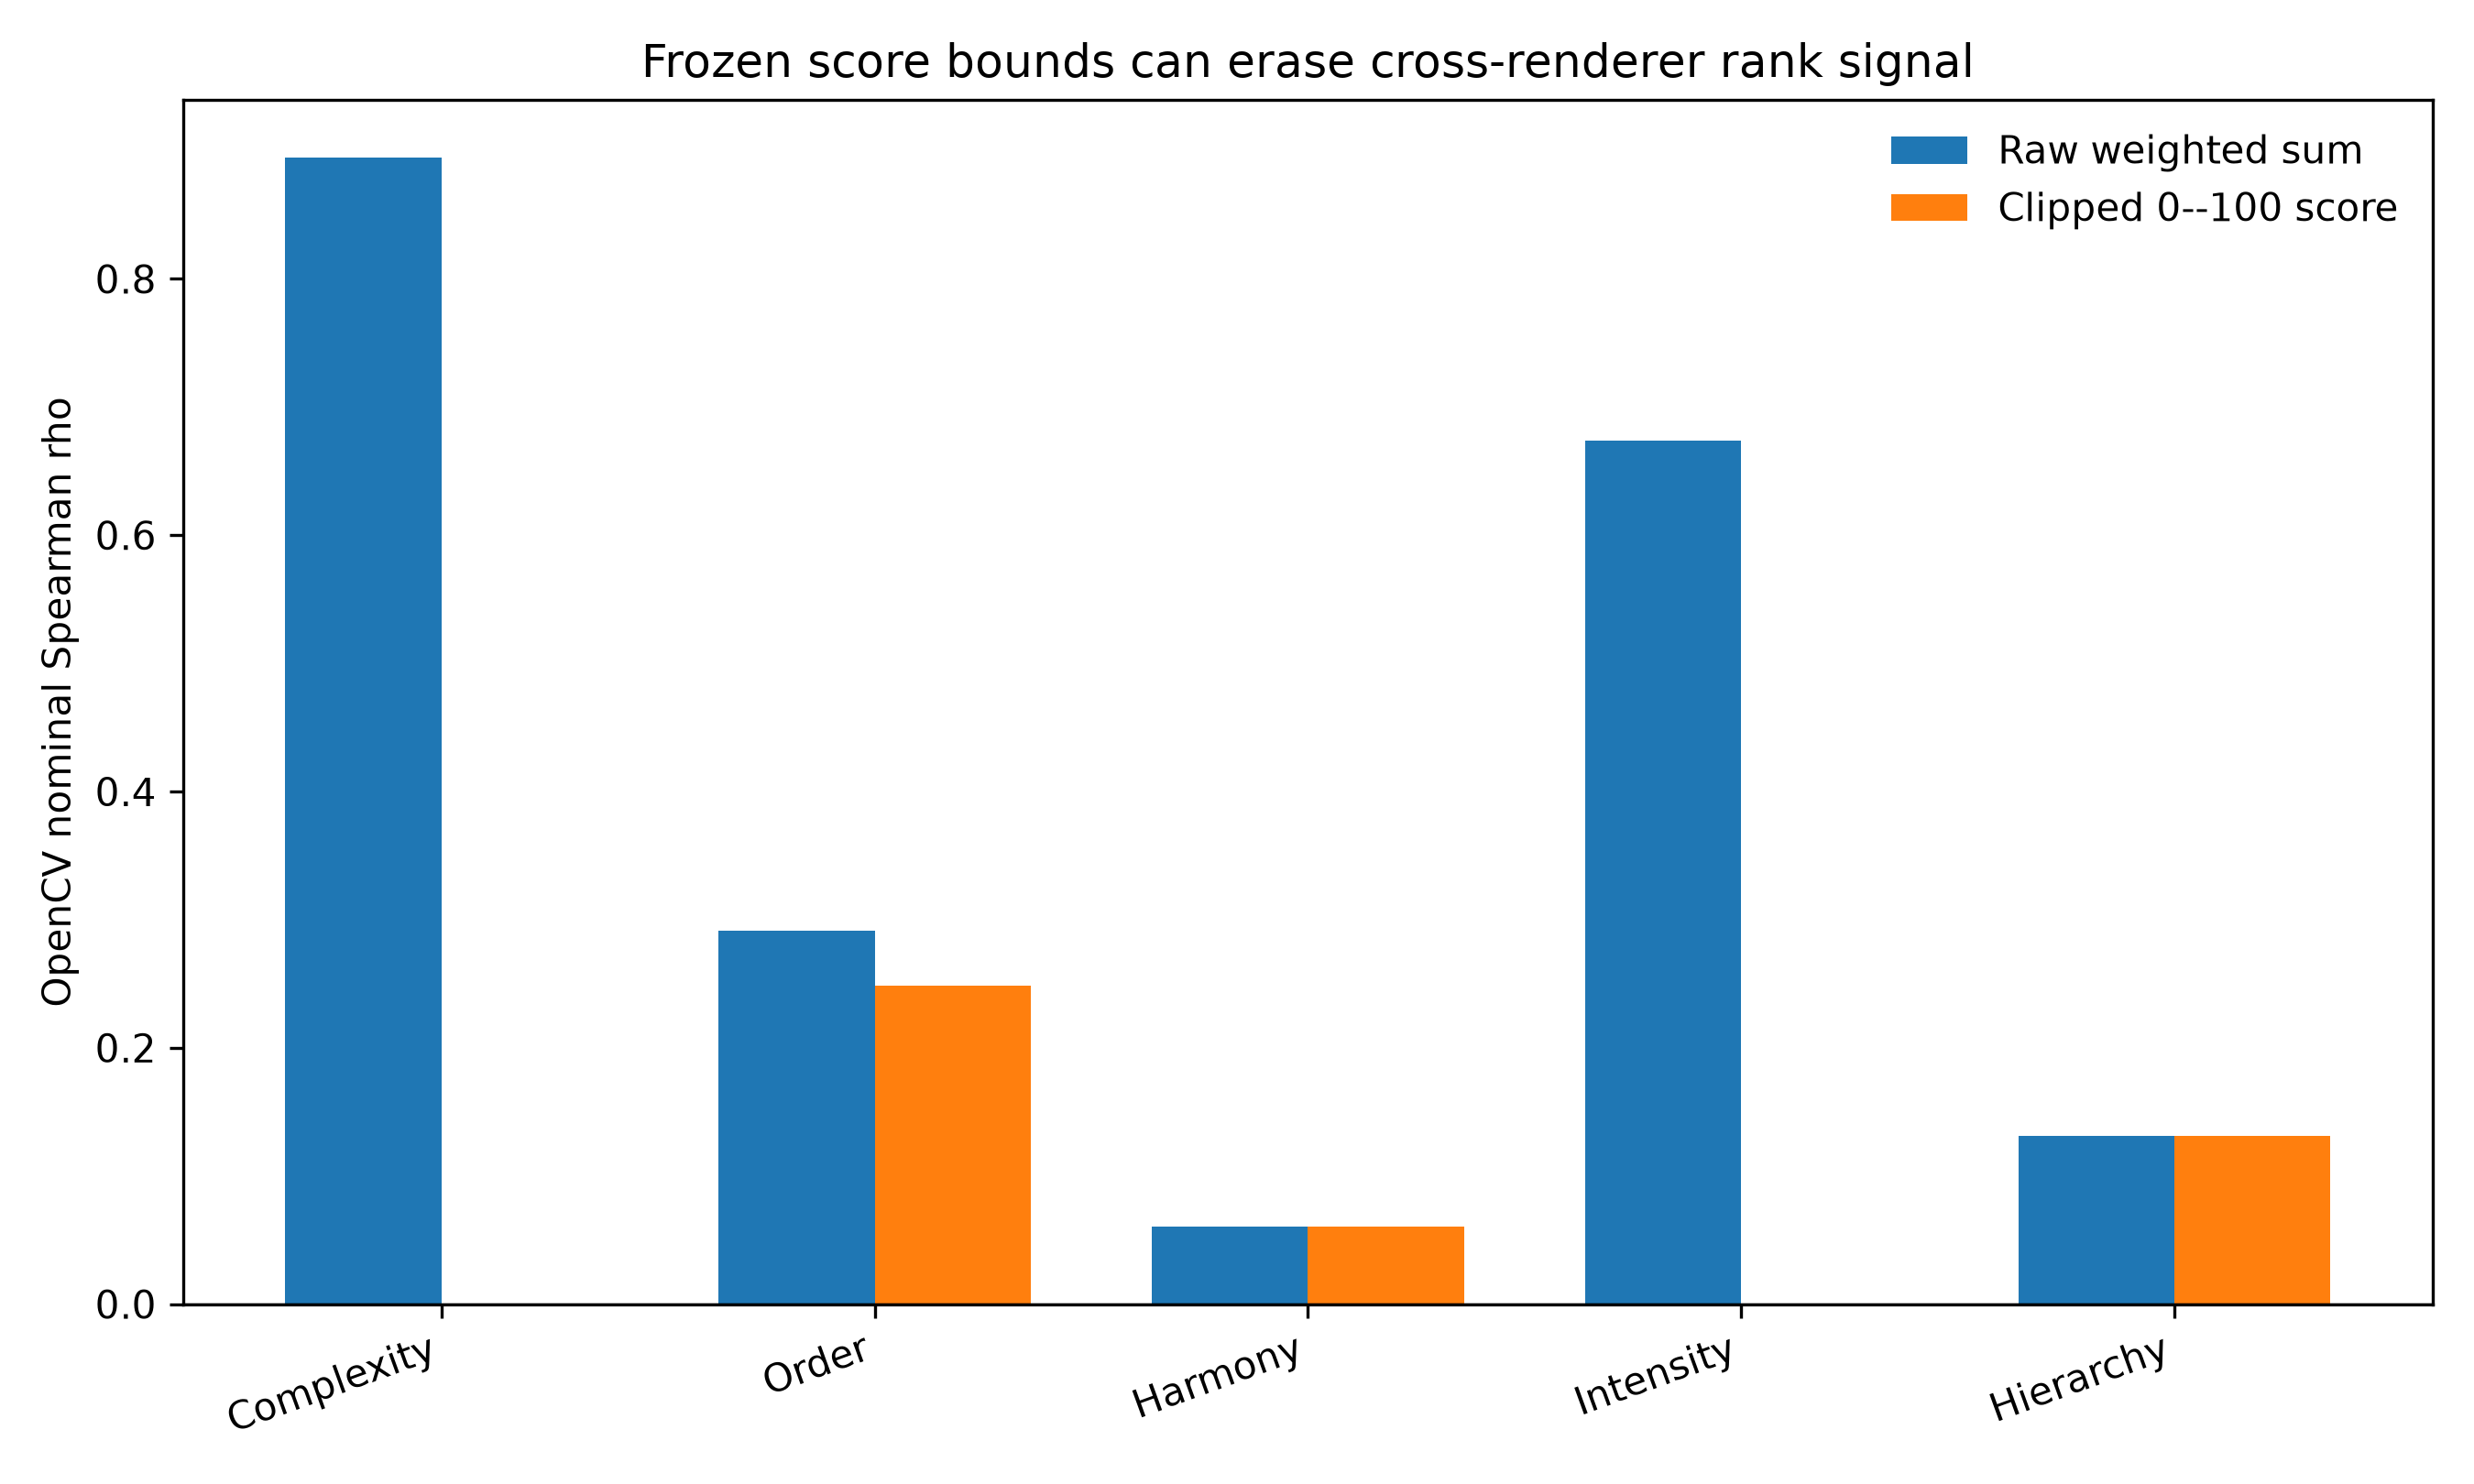 Frozen score bounds can erase cross-renderer rank signal
Raw weighted sum
Clipped 0--100 score
OpenCV nominal Spearman rho
0.8
0.6
0.4
0.2
0.0
Complexity
Order
Harmony
Intensity
Hierarchy